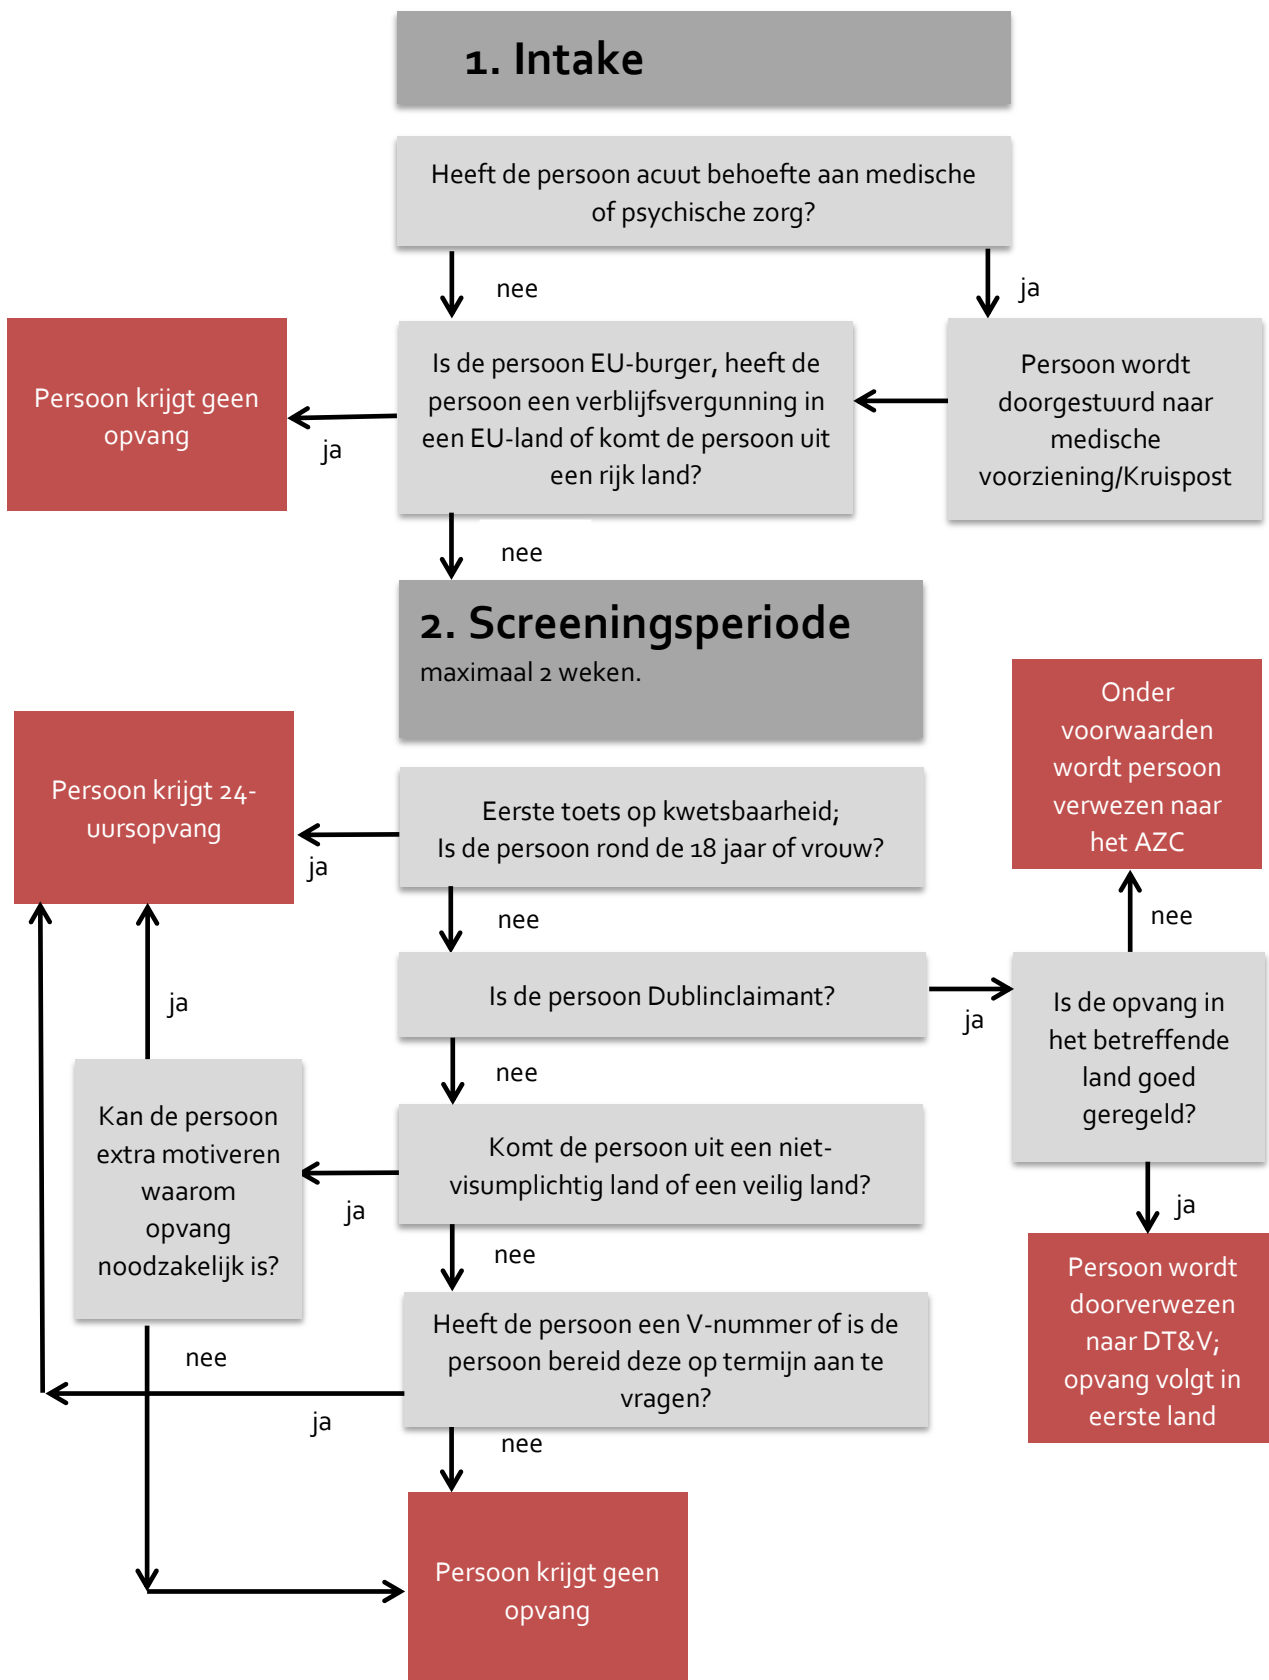 1. Intake
Heeft de persoon acuut behoefte aan medische
of psychische zorg?
nee
ja
Persoon krijgt geen
opvang
ja
Is de persoon EU-burger, heeft de
persoon een verblijfsvergunning in
een EU-land of komt de persoon uit
een rijk land?
Persoon wordt
doorgestuurd naar
medische
voorziening/Kruispost
nee
2. Screeningsperiode
maximaal 2 weken.
Onder
voorwaarden
wordt persoon
verwezen naar
het AZC
Persoon krijgt 24-
uursopvang
ja
Eerste toets op kwetsbaarheid;
Is de persoon rond de 18 jaar of vrouw?
nee
nee
ja
Is de persoon Dublinclaimant?
ja
Is de opvang in
het betreffende
land goed
geregeld?
nee
Kan de persoon
extra motiveren
waarom
opvang
noodzakelijk is?
ja
Komt de persoon uit een niet-
visumplichtig land of een veilig land?
ja
nee
Persoon wordt
doorverwezen
naar DT&V;
opvang volgt in
eerste land
nee
Heeft de persoon een V-nummer of is de
persoon bereid deze op termijn aan te
vragen?
ja
nee
Persoon krijgt geen
opvang